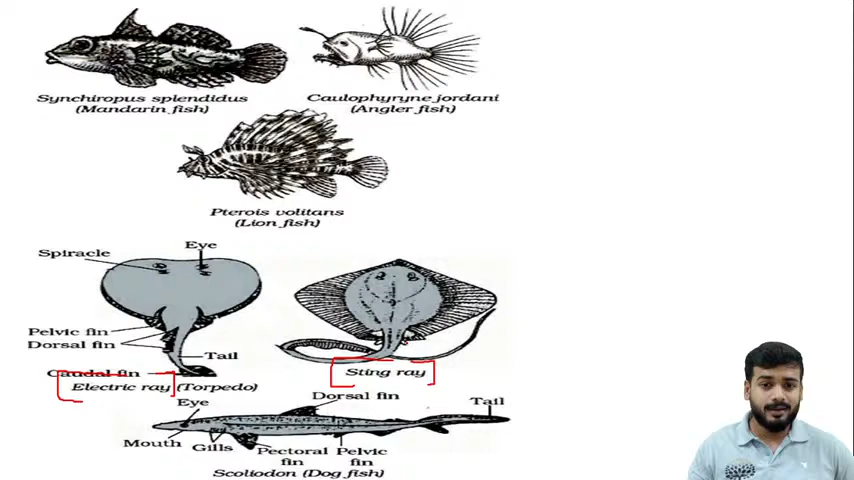 Synchiropus splendidus
(Mandarin fish)
Caulophyryne jordani
(Angler fish)
Pterois volitans
(Lion fish)
Spiracle
Eye
Pelvic fin
Dorsal fin
Tail
Caudal fin
Electric ray (Torpedo)
Sting ray
Eye
Dorsal fin
Tail
Mouth
Gills
Pectoral
fin
Pelvic
fin
Scoliodon (Dog fish)